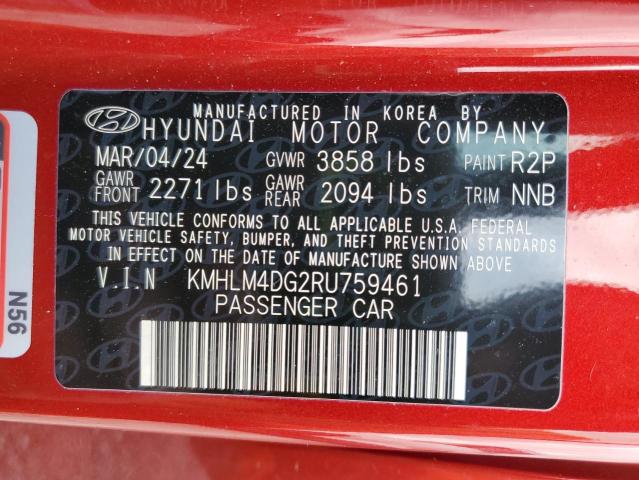 MANUFACTURED IN KOREA BY
HYUNDAI MOTOR COMPANY
MAR/04/24 GVWR 3858 lbs PAINT R2P
GAWR FRONT 2271 lbs GAWR REAR 2094 lbs TRIM NNB
THIS VEHICLE CONFORMS TO ALL APPLICABLE U.S.A. FEDERAL
MOTOR VEHICLE SAFETY, BUMPER, AND THEFT PREVENTION STANDARDS
IN EFFECT ON THE DATE OF MANUFACTURE SHOWN ABOVE
V.I.N KMHLM4DG2RU759461
PASSENGER CAR
N56